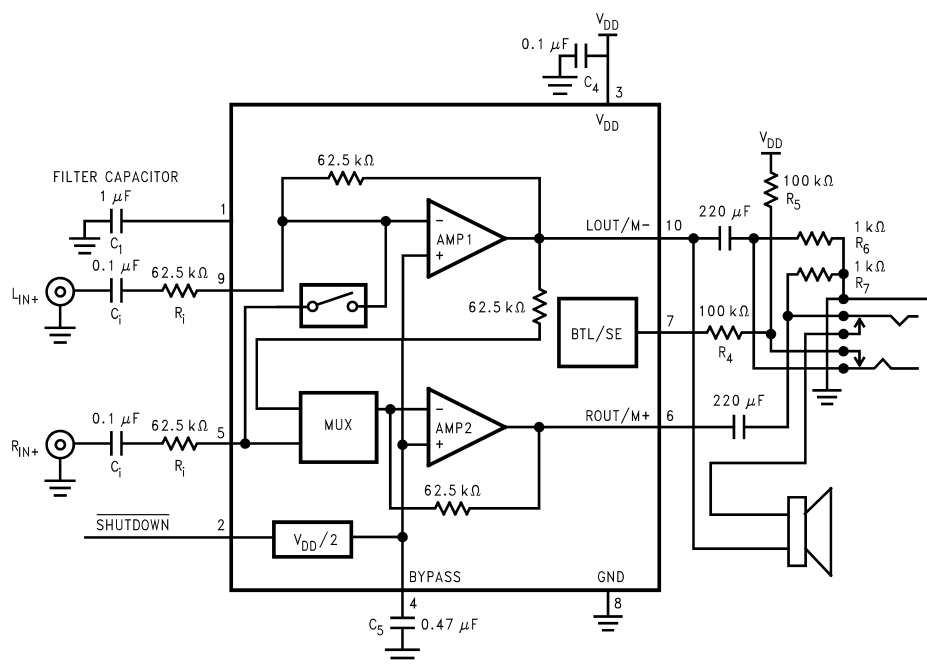 V_DD
0.1 μF
C_4
3
V_DD
V_DD
62.5 kΩ
FILTER CAPACITOR
1 μF
C_1
1
100 kΩ
R_5
220 μF
AMP1
−
+
LOUT/M-
10
1 kΩ
R_6
1 kΩ
R_7
L_IN+
0.1 μF
C_i
62.5 kΩ
R_i
9
62.5 kΩ
BTL/SE
7
100 kΩ
R_4
R_IN+
0.1 μF
C_i
62.5 kΩ
R_i
5
MUX
−
+
AMP2
ROUT/M+
6
220 μF
62.5 kΩ
SHUTDOWN
2
V_DD/2
BYPASS
4
GND
8
C_5
0.47 μF